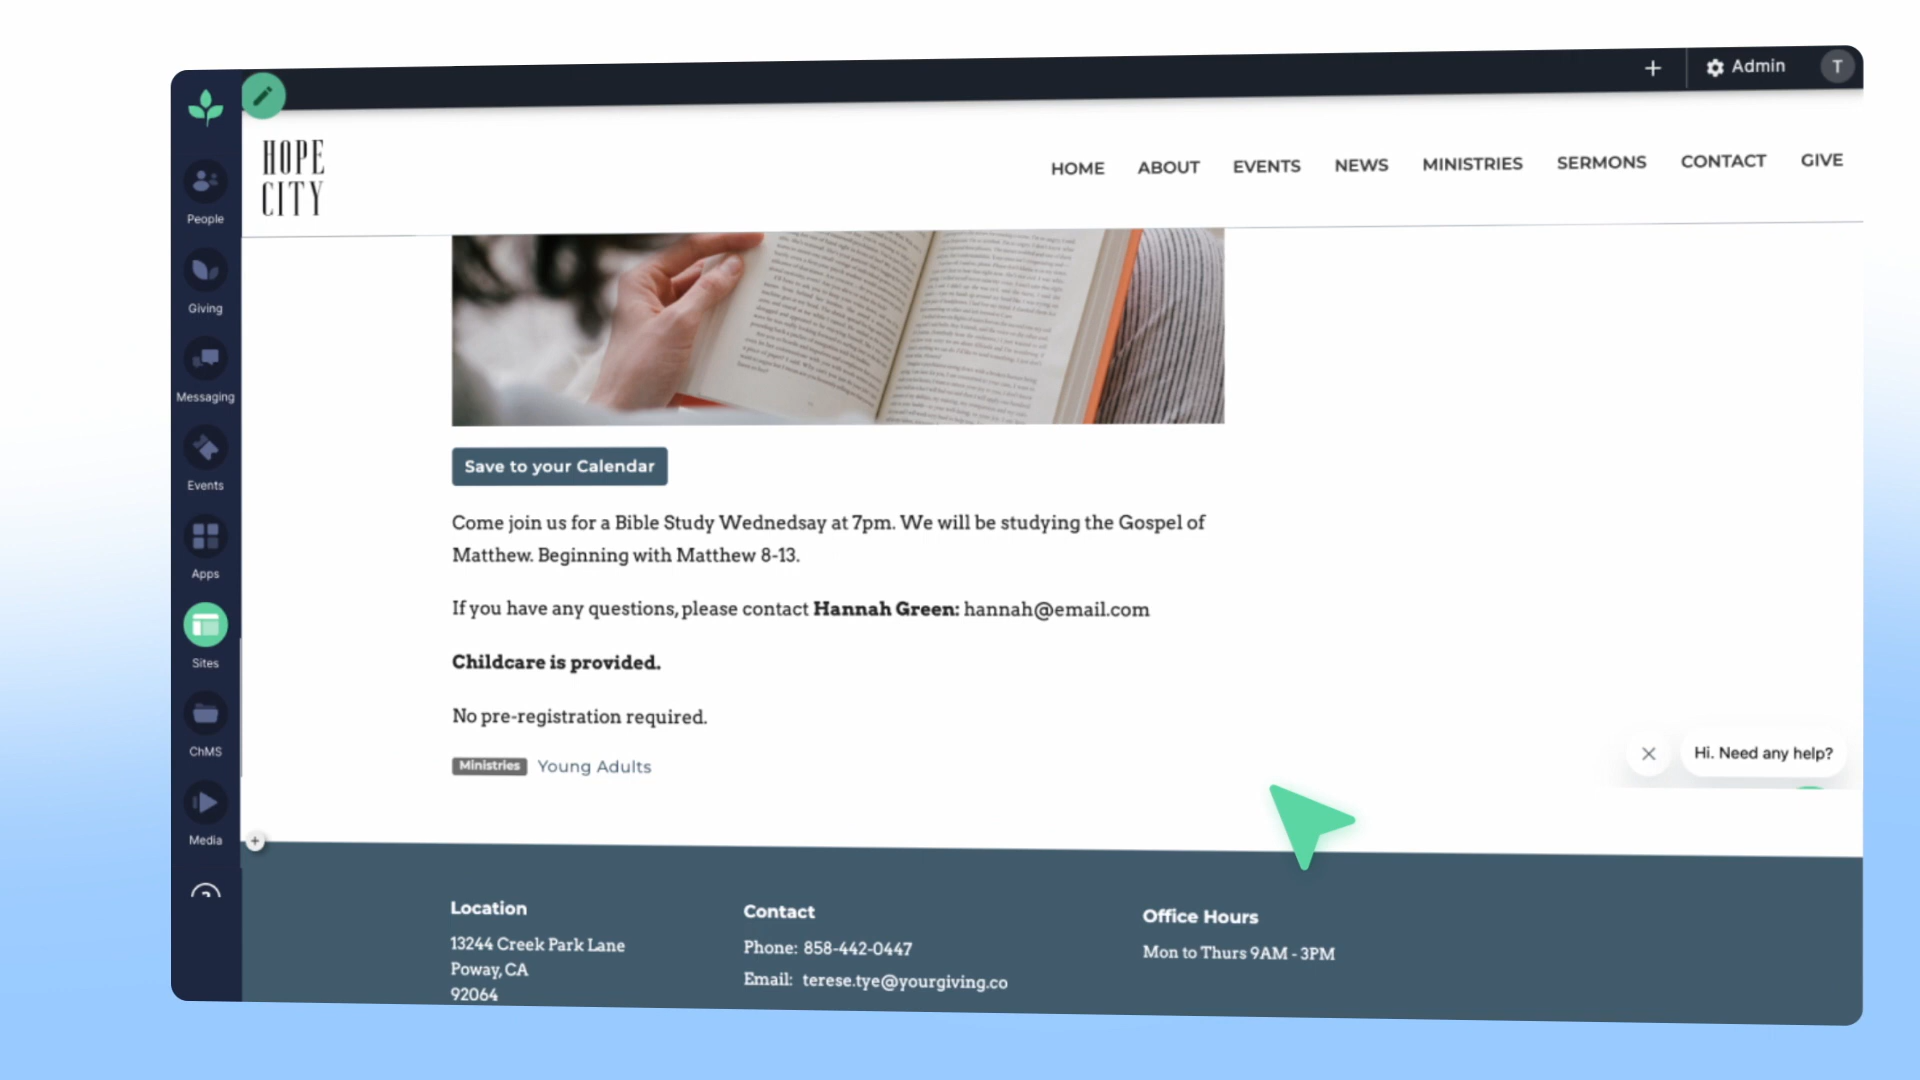 Admin
T
HOPE
CITY
HOME ABOUT EVENTS NEWS MINISTRIES SERMONS CONTACT GIVE
People
Giving
Messaging
Events
Apps
Sites
ChMS
Media
Save to your Calendar
Come join us for a Bible Study Wednedsay at 7pm. We will be studying the Gospel of
Matthew. Beginning with Matthew 8-13.
If you have any questions, please contact Hannah Green: hannah@email.com
Childcare is provided.
No pre-registration required.
Ministries Young Adults
Hi. Need any help?
Location
13244 Creek Park Lane
Poway, CA
92064
Contact
Phone: 858-442-0447
Email: terese.tye@yourgiving.co
Office Hours
Mon to Thurs 9AM - 3PM